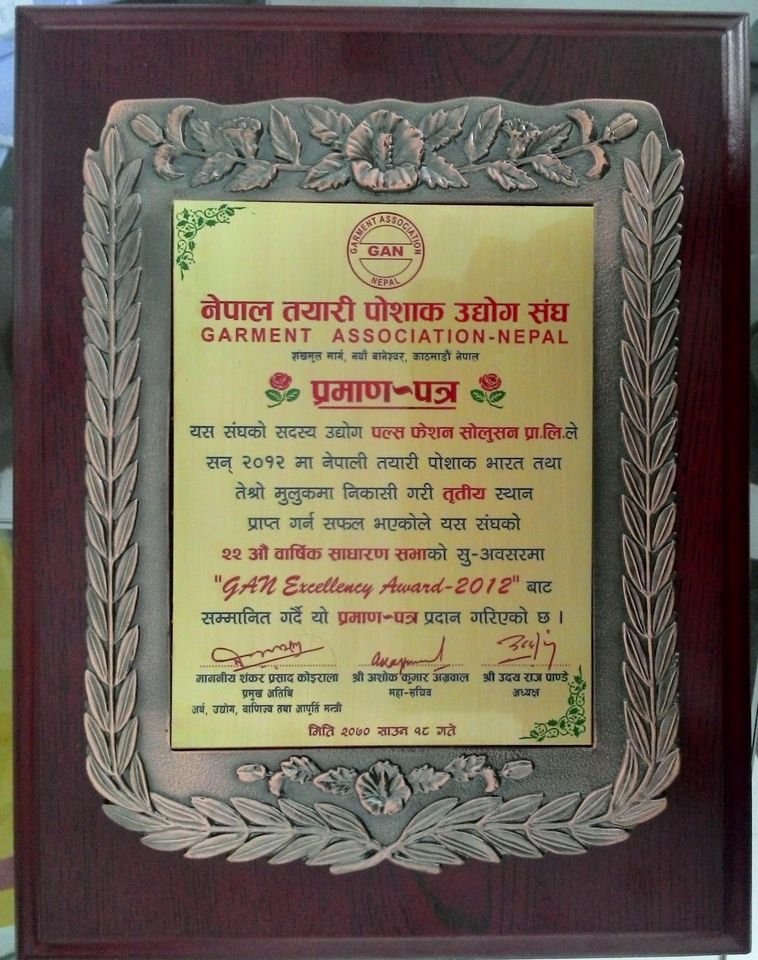 GARMENT ASSOCIATION
GAN
NEPAL
नेपाल तयारी पोशाक उद्योग संघ
GARMENT ASSOCIATION-NEPAL
शंखमूल मार्ग, नयाँ बानेश्वर, काठमाडौं नेपाल
प्रमाण-पत्र
यस संघको सदस्य उद्योग पल्स फेशन सोलुसन प्रा.लि.ले
सन् २०१२ मा नेपाली तयारी पोशाक भारत तथा
तेश्रो मुलुकमा निकासी गरी तृतीय स्थान
प्राप्त गर्न सफल भएकोले यस संघको
२२ औं वार्षिक साधारण सभाको सु-अवसरमा
"GAN Excellency Award-2012" बाट
सम्मानित गर्दै यो प्रमाण-पत्र प्रदान गरिएको छ ।
माननीय शंकर प्रसाद कोइराला श्री अशोक कुमार अग्रवाल श्री उदय राज पाण्डे
प्रमुख अतिथि महा-सचिव अध्यक्ष
अर्थ, उद्योग, वाणिज्य तथा आपुर्ति मन्त्री
मिति २०७० साउन १८ गते